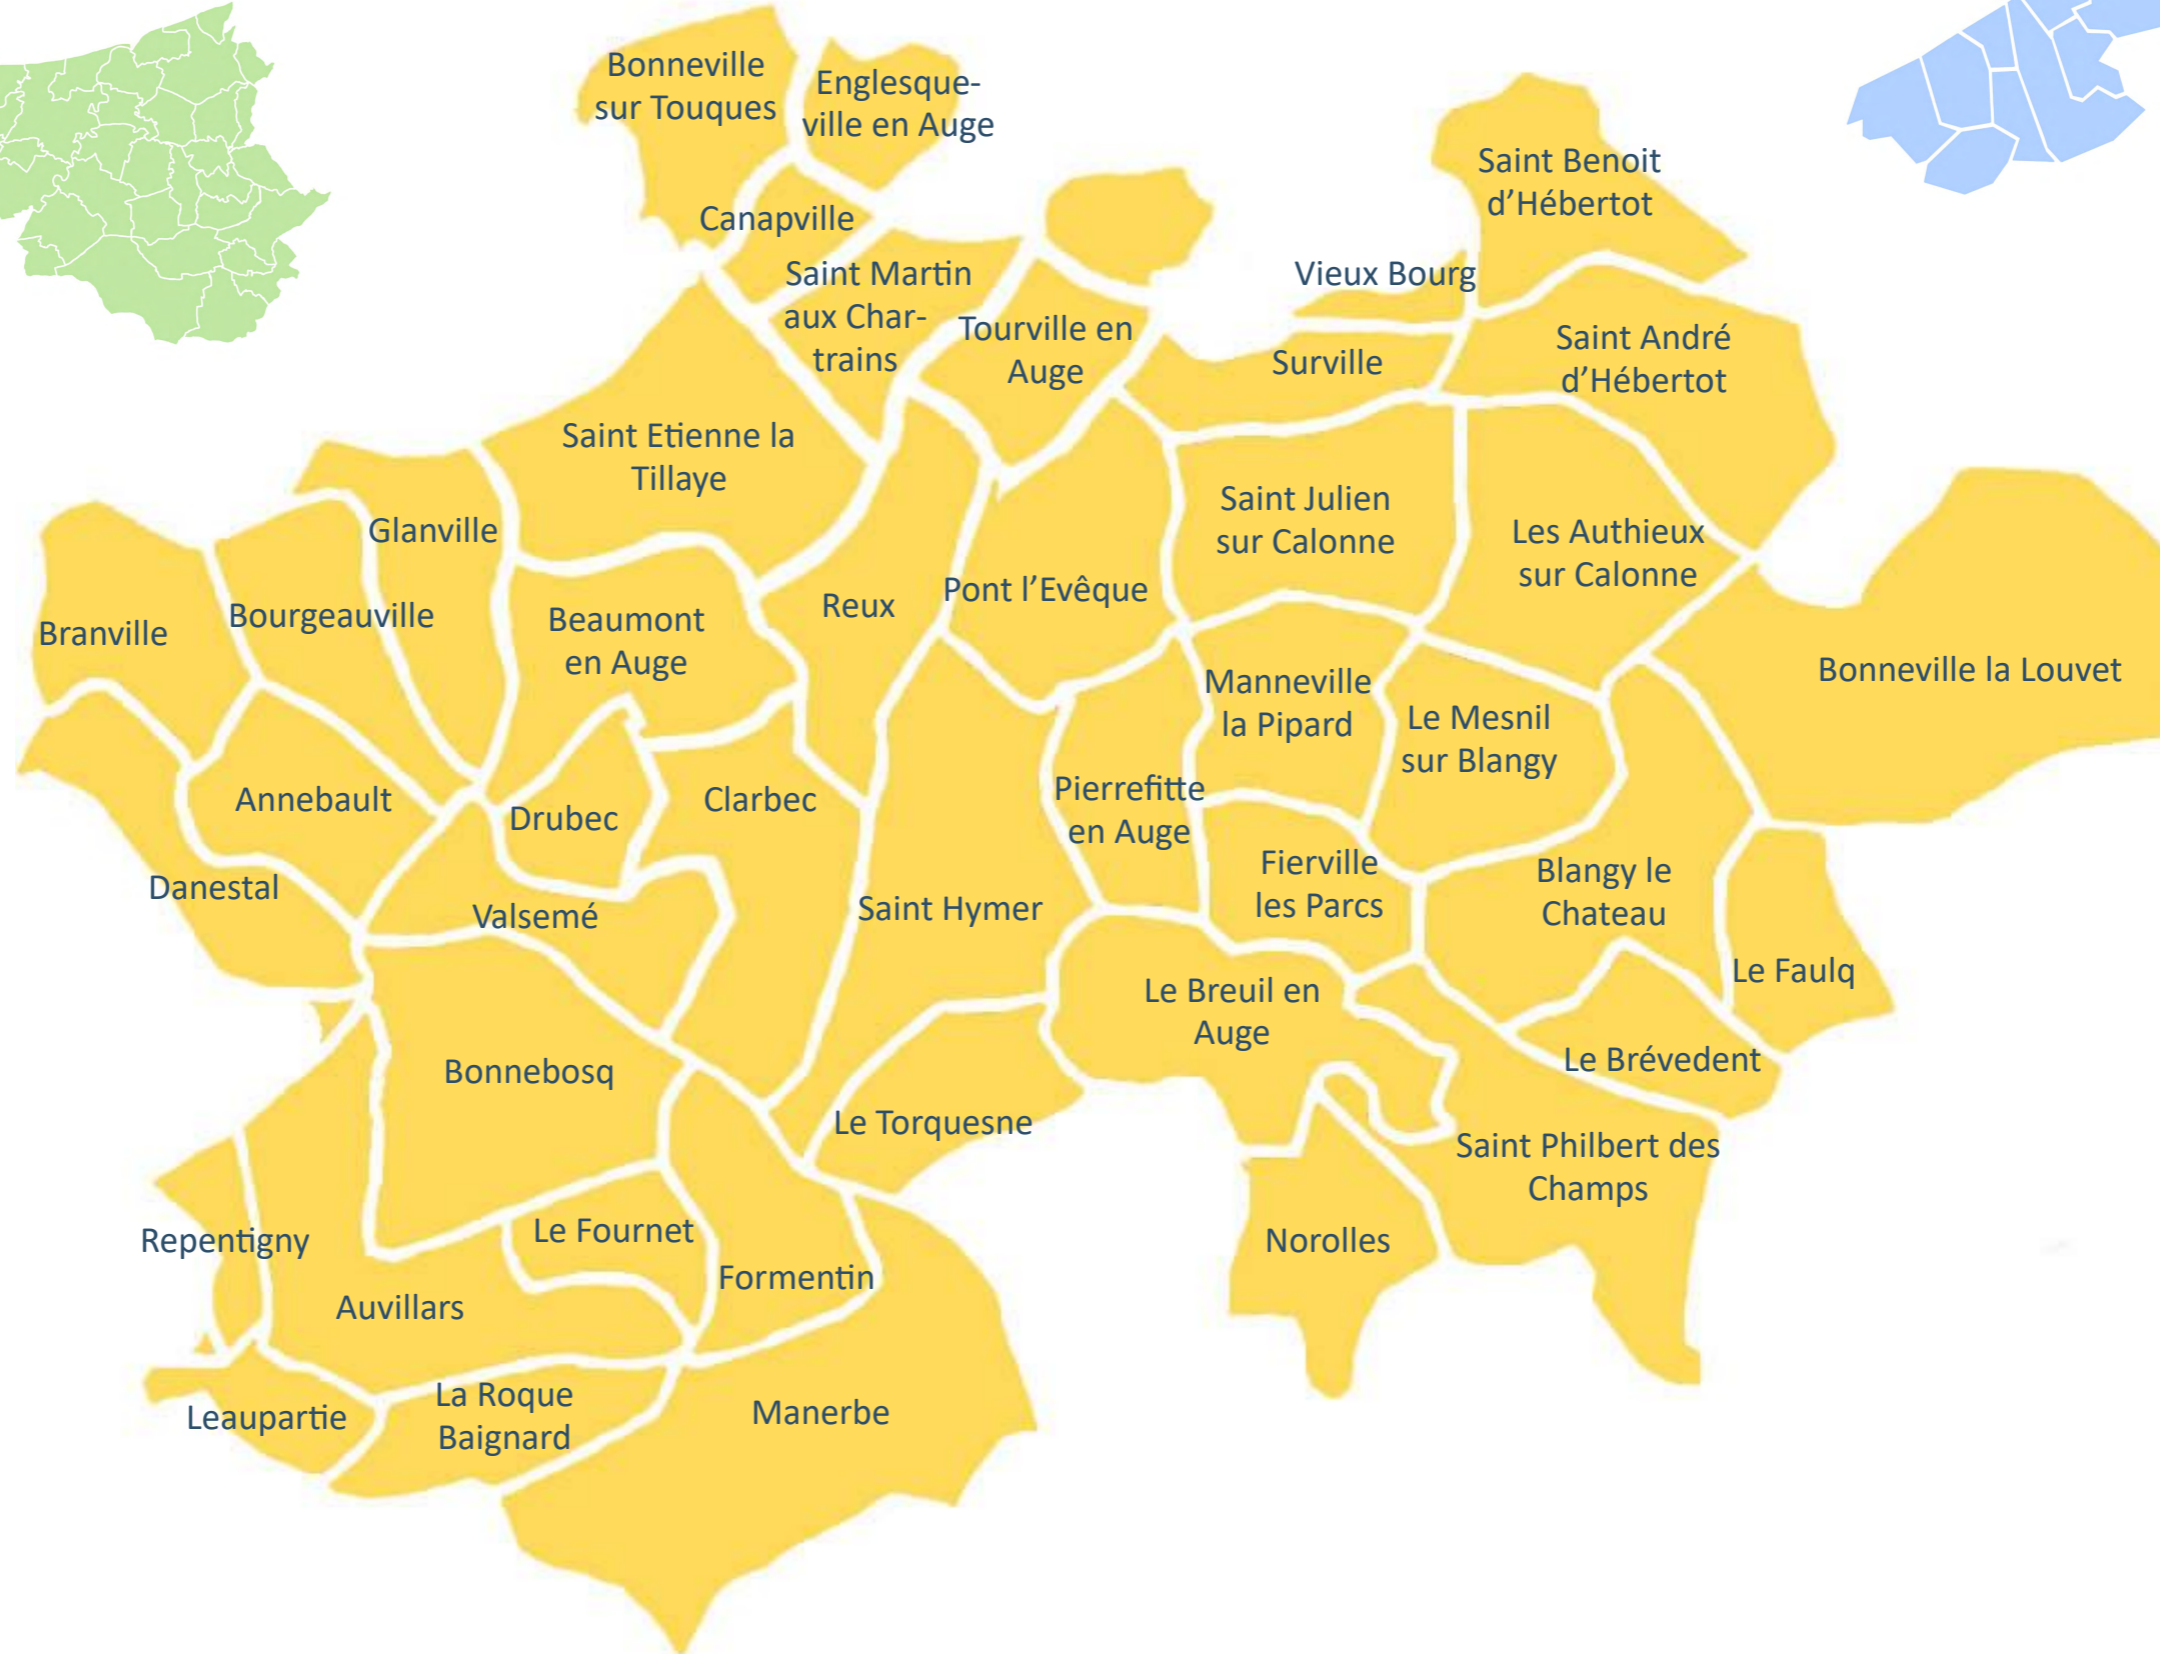 Bonneville
sur Touques
Englesque-
ville en Auge
Saint Benoit
d'Hébertot
Canapville
Saint Martin
aux Char-
trains
Vieux Bourg
Tourville en
Auge
Saint André
d'Hébertot
Surville
Saint Etienne la
Tillaye
Saint Julien
sur Calonne
Glanville
Les Authieux
sur Calonne
Pont l'Evêque
Reux
Bourgeauville
Beaumont
en Auge
Branville
Bonneville la Louvet
Manneville
la Pipard
Le Mesnil
sur Blangy
Pierrefitte
en Auge
Annebault
Clarbec
Drubec
Fierville
les Parcs
Blangy le
Chateau
Danestal
Saint Hymer
Valsemé
Le Faulq
Le Breuil en
Auge
Le Brévedent
Bonnebosq
Le Torquesne
Saint Philbert des
Champs
Le Fournet
Repentigny
Norolles
Formentin
Auvillars
La Roque
Baignard
Manerbe
Leaupartie